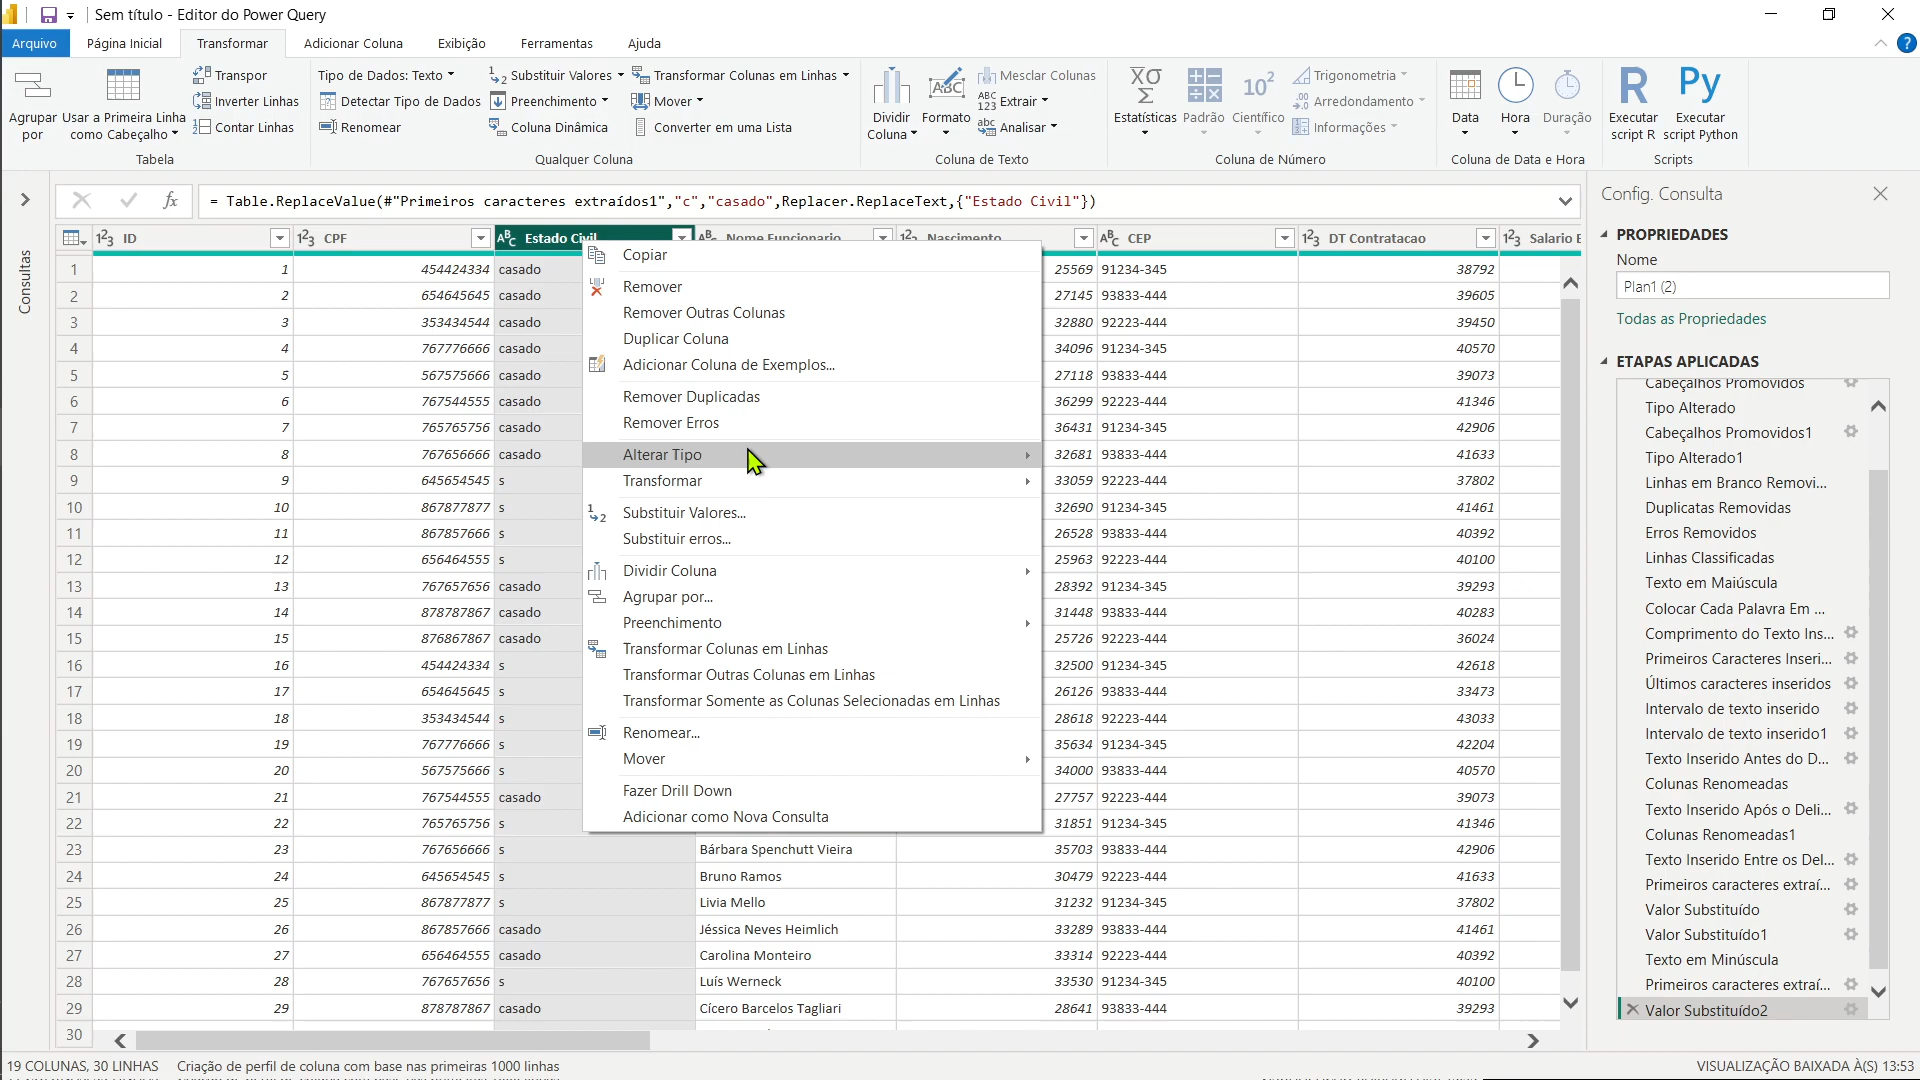 Sem título - Editor do Power Query
Arquivo Página Inicial Transformar Adicionar Coluna Exibição Ferramentas Ajuda
Agrupar por
Usar a Primeira Linha como Cabeçalho
Transpor
Inverter Linhas
Contar Linhas
Tabela
Tipo de Dados: Texto
Detectar Tipo de Dados
Renomear
Substituir Valores
Preenchimento
Coluna Dinâmica
Transformar Colunas em Linhas
Mover
Converter em uma Lista
Qualquer Coluna
Dividir Coluna
Formato
ABC
Mesclar Colunas
ABC 123 Extrair
abc Analisar
Coluna de Texto
XΣσ
Estatísticas
Padrão
10²
Científico
Trigonometria
.00 Arredondamento
Informações
Coluna de Número
Data
Hora
Duração
Coluna de Data e Hora
R
Executar script R
Py
Executar script Python
Scripts
Consultas
fx = Table.ReplaceValue(#"Primeiros caracteres extraídos1","c","casado",Replacer.ReplaceText,{"Estado Civil"})
123 ID 123 CPF ABC Estado Civil ABC Nome Funcionario 123 Nascimento ABC CEP 123 DT Contratacao 123 Salario
1 1 454424334 casado 25569 91234-345 38792
2 2 654645645 casado 27145 93833-444 39605
3 3 353434544 casado 32880 92223-444 39450
4 4 767776666 casado 34096 91234-345 40570
5 5 567575666 casado 27118 93833-444 39073
6 6 767544555 casado 36299 92223-444 41346
7 7 765765756 casado 36431 91234-345 42906
8 8 767656666 casado 32681 93833-444 41633
9 9 645654545 s 33059 92223-444 37802
10 10 867877877 s 32690 91234-345 41461
11 11 867857666 s 26528 93833-444 40392
12 12 656464555 s 25963 92223-444 40100
13 13 767657656 casado 28392 91234-345 39293
14 14 878787867 casado 31448 93833-444 40283
15 15 876867867 casado 25726 92223-444 36024
16 16 454424334 s 32500 91234-345 42618
17 17 654645645 s 26126 93833-444 33473
18 18 353434544 s 28618 92223-444 43033
19 19 767776666 s 35634 91234-345 42204
20 20 567575666 s 34000 93833-444 40570
21 21 767544555 casado 27757 92223-444 39073
22 22 765765756 s 31851 91234-345 41346
23 23 767656666 s Bárbara Spenchutt Vieira 35703 93833-444 42906
24 24 645654545 s Bruno Ramos 30479 92223-444 41633
25 25 867877877 s Livia Mello 31232 91234-345 37802
26 26 867857666 casado Jéssica Neves Heimlich 33289 93833-444 41461
27 27 656464555 casado Carolina Monteiro 33314 92223-444 40392
28 28 767657656 s Luís Werneck 33530 91234-345 40100
29 29 878787867 casado Cícero Barcelos Tagliari 28641 93833-444 39293
30
Copiar
Remover
Remover Outras Colunas
Duplicar Coluna
Adicionar Coluna de Exemplos...
Remover Duplicadas
Remover Erros
Alterar Tipo
Transformar
Substituir Valores...
Substituir erros...
Dividir Coluna
Agrupar por...
Preenchimento
Transformar Colunas em Linhas
Transformar Outras Colunas em Linhas
Transformar Somente as Colunas Selecionadas em Linhas
Renomear...
Mover
Fazer Drill Down
Adicionar como Nova Consulta
Config. Consulta
PROPRIEDADES
Nome
Plan1 (2)
Todas as Propriedades
ETAPAS APLICADAS
Cabeçalhos Promovidos
Tipo Alterado
Cabeçalhos Promovidos1
Tipo Alterado1
Linhas em Branco Removi...
Duplicatas Removidas
Erros Removidos
Linhas Classificadas
Texto em Maiúscula
Colocar Cada Palavra Em ...
Comprimento do Texto Ins...
Primeiros Caracteres Inseri...
Últimos caracteres inseridos
Intervalo de texto inserido
Intervalo de texto inserido1
Texto Inserido Antes do D...
Colunas Renomeadas
Texto Inserido Após o Deli...
Colunas Renomeadas1
Texto Inserido Entre os Del...
Primeiros caracteres extraí...
Valor Substituído
Valor Substituído1
Texto em Minúscula
Primeiros caracteres extraí...
Valor Substituído2
19 COLUNAS, 30 LINHAS Criação de perfil de coluna com base nas primeiras 1000 linhas VISUALIZAÇÃO BAIXADA À(S) 13:53